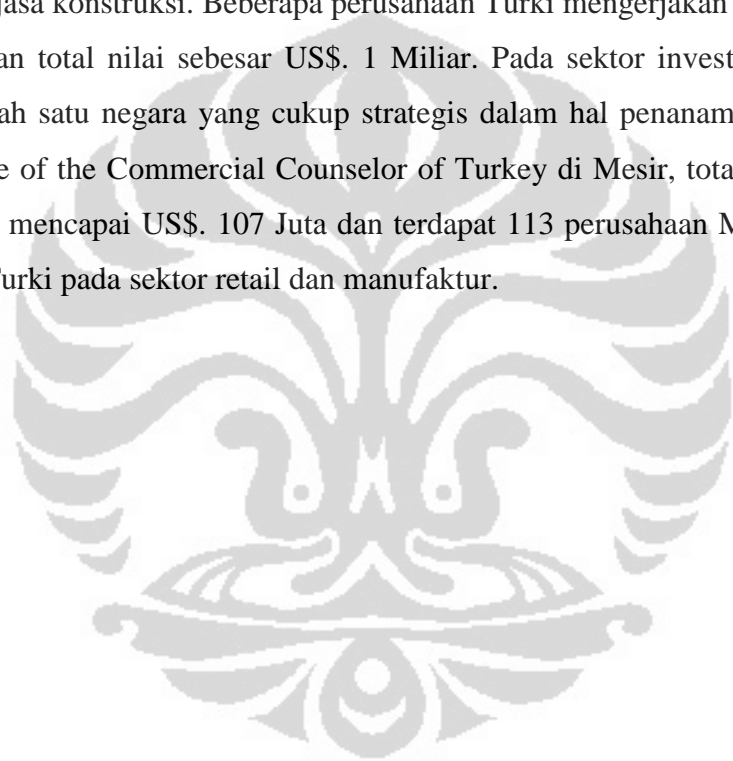 jasa konstruksi. Beberapa perusahaan Turki mengerjakan
an total nilai sebesar US$. 1 Miliar. Pada sektor invest
ah satu negara yang cukup strategis dalam hal penanam
e of the Commercial Counselor of Turkey di Mesir, tota
mencapai US$. 107 Juta dan terdapat 113 perusahaan M
Turki pada sektor retail dan manufaktur.